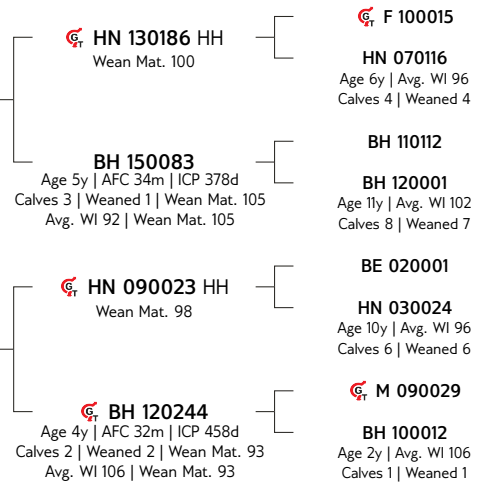 HN 130186 HH
Wean Mat. 100
BH 150083
Age 5y | AFC 34m | ICP 378d
Calves 3 | Weaned 1 | Wean Mat. 105
Avg. WI 92 | Wean Mat. 105
GT HN 090023 HH
Wean Mat. 98
GT BH 120244
Age 4y | AFC 32m | ICP 458d
Calves 2 | Weaned 2 | Wean Mat. 93
Avg. WI 106 | Wean Mat. 93
GT F 100015
HN 070116
Age 6y | Avg. WI 96
Calves 4 | Weaned 4
BH 110112
BH 120001
Age 11y | Avg. WI 102
Calves 8 | Weaned 7
BE 020001
HN 030024
Age 10y | Avg. WI 96
Calves 6 | Weaned 6
GT M 090029
BH 100012
Age 2y | Avg. WI 106
Calves 1 | Weaned 1